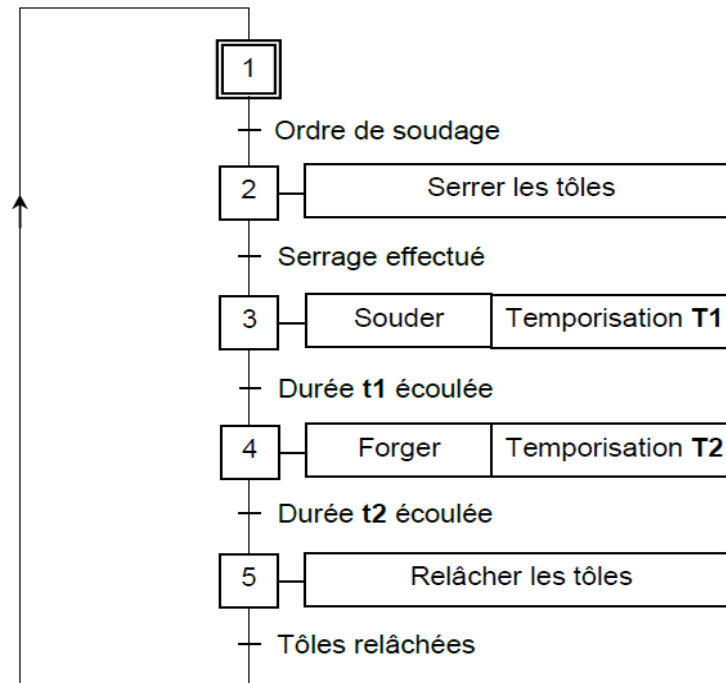 1
Ordre de soudage
2 Serrer les tôles
Serrage effectué
3 Souder Temporisation T1
Durée t1 écoulée
4 Forger Temporisation T2
Durée t2 écoulée
5 Relâcher les tôles
Tôles relâchées